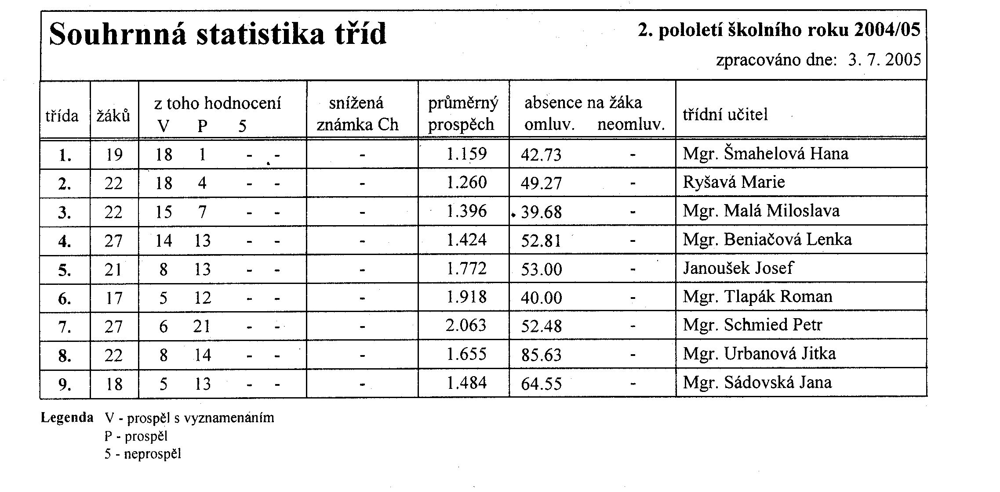 Souhrnná statistika tříd
2. pololetí školního roku 2004/05
zpracováno dne: 3. 7. 2005
třída žáků z toho hodnocení V P 5 snížená známka Ch průměrný prospěch absence na žáka omluv. neomluv. třídní učitel
1. 19 18 1 - - - 1.159 42.73 - Mgr. Šmahelová Hana
2. 22 18 4 - - - 1.260 49.27 - Ryšavá Marie
3. 22 15 7 - - - 1.396 39.68 - Mgr. Malá Miloslava
4. 27 14 13 - - - 1.424 52.81 - Mgr. Beniačová Lenka
5. 21 8 13 - - - 1.772 53.00 - Janoušek Josef
6. 17 5 12 - - - 1.918 40.00 - Mgr. Tlapák Roman
7. 27 6 21 - - - 2.063 52.48 - Mgr. Schmied Petr
8. 22 8 14 - - - 1.655 85.63 - Mgr. Urbanová Jitka
9. 18 5 13 - - - 1.484 64.55 - Mgr. Sádovská Jana
Legenda V - prospěl s vyznamenáním
P - prospěl
5 - neprospěl